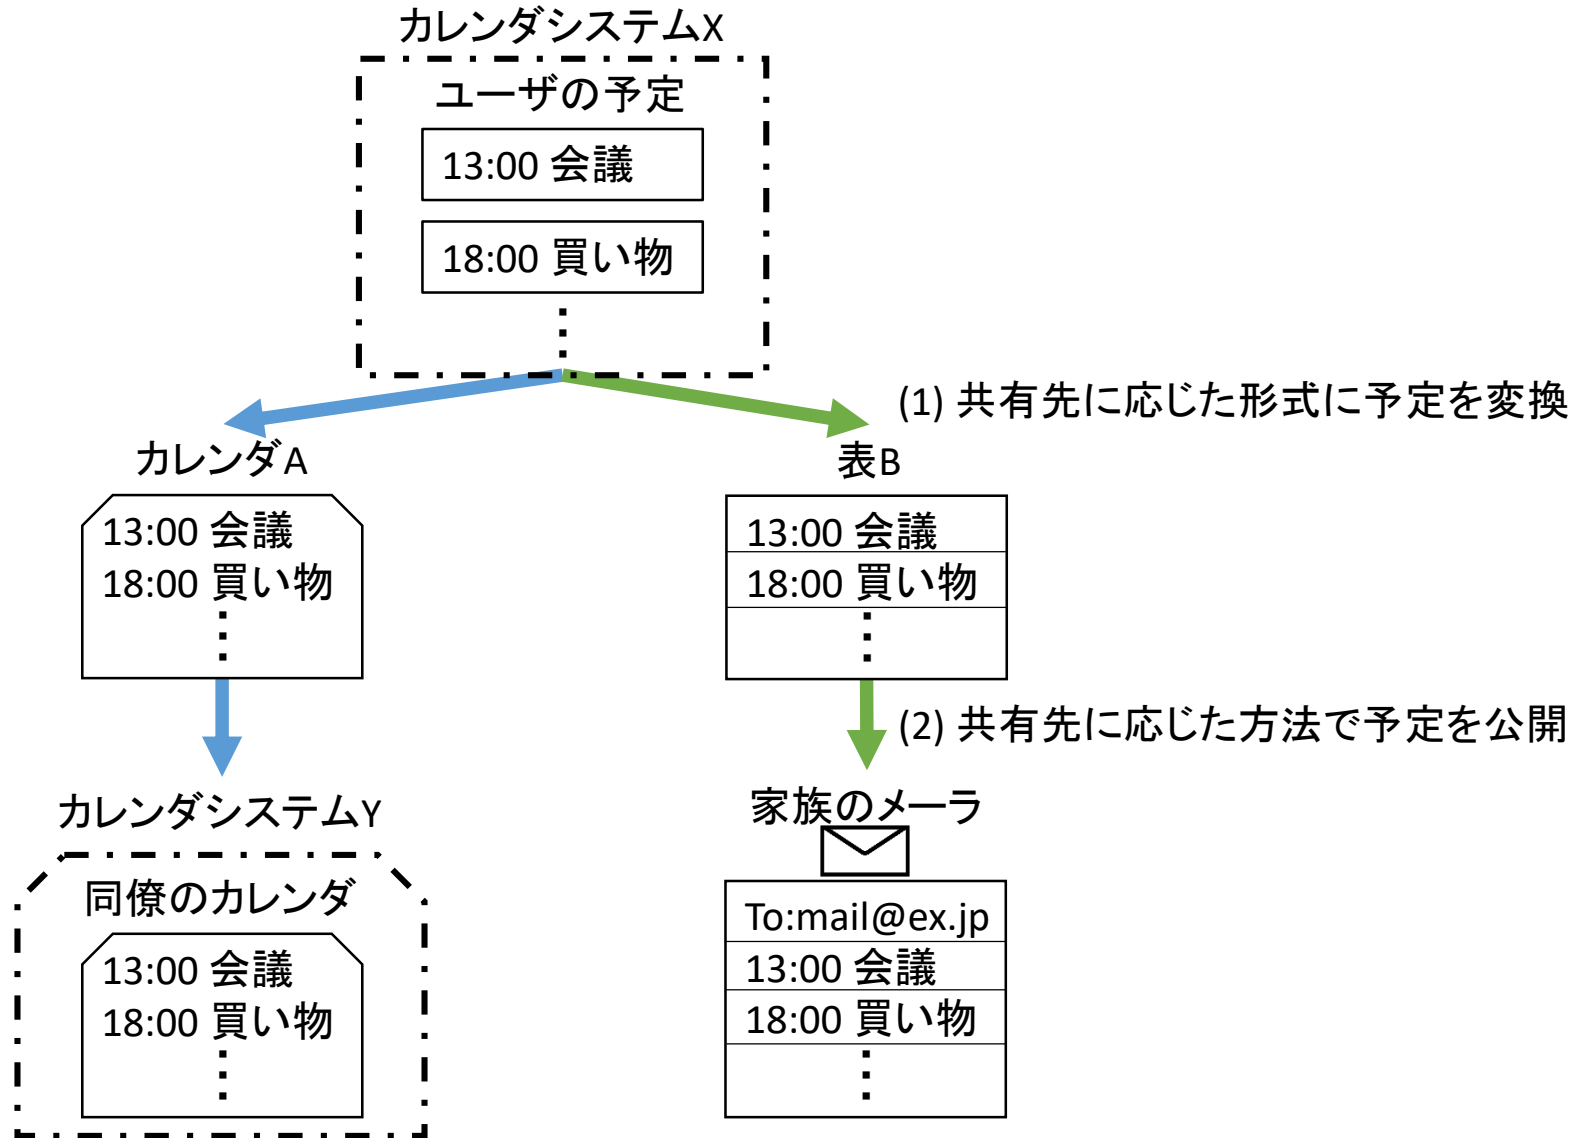 カレンダシステムX
ユーザの予定
13:00 会議
18:00 買い物
(1) 共有先に応じた形式に予定を変換
カレンダA
13:00 会議
18:00 買い物
表B
13:00 会議
18:00 買い物
(2) 共有先に応じた方法で予定を公開
カレンダシステムY
同僚のカレンダ
13:00 会議
18:00 買い物
家族のメーラ
To:mail@ex.jp
13:00 会議
18:00 買い物